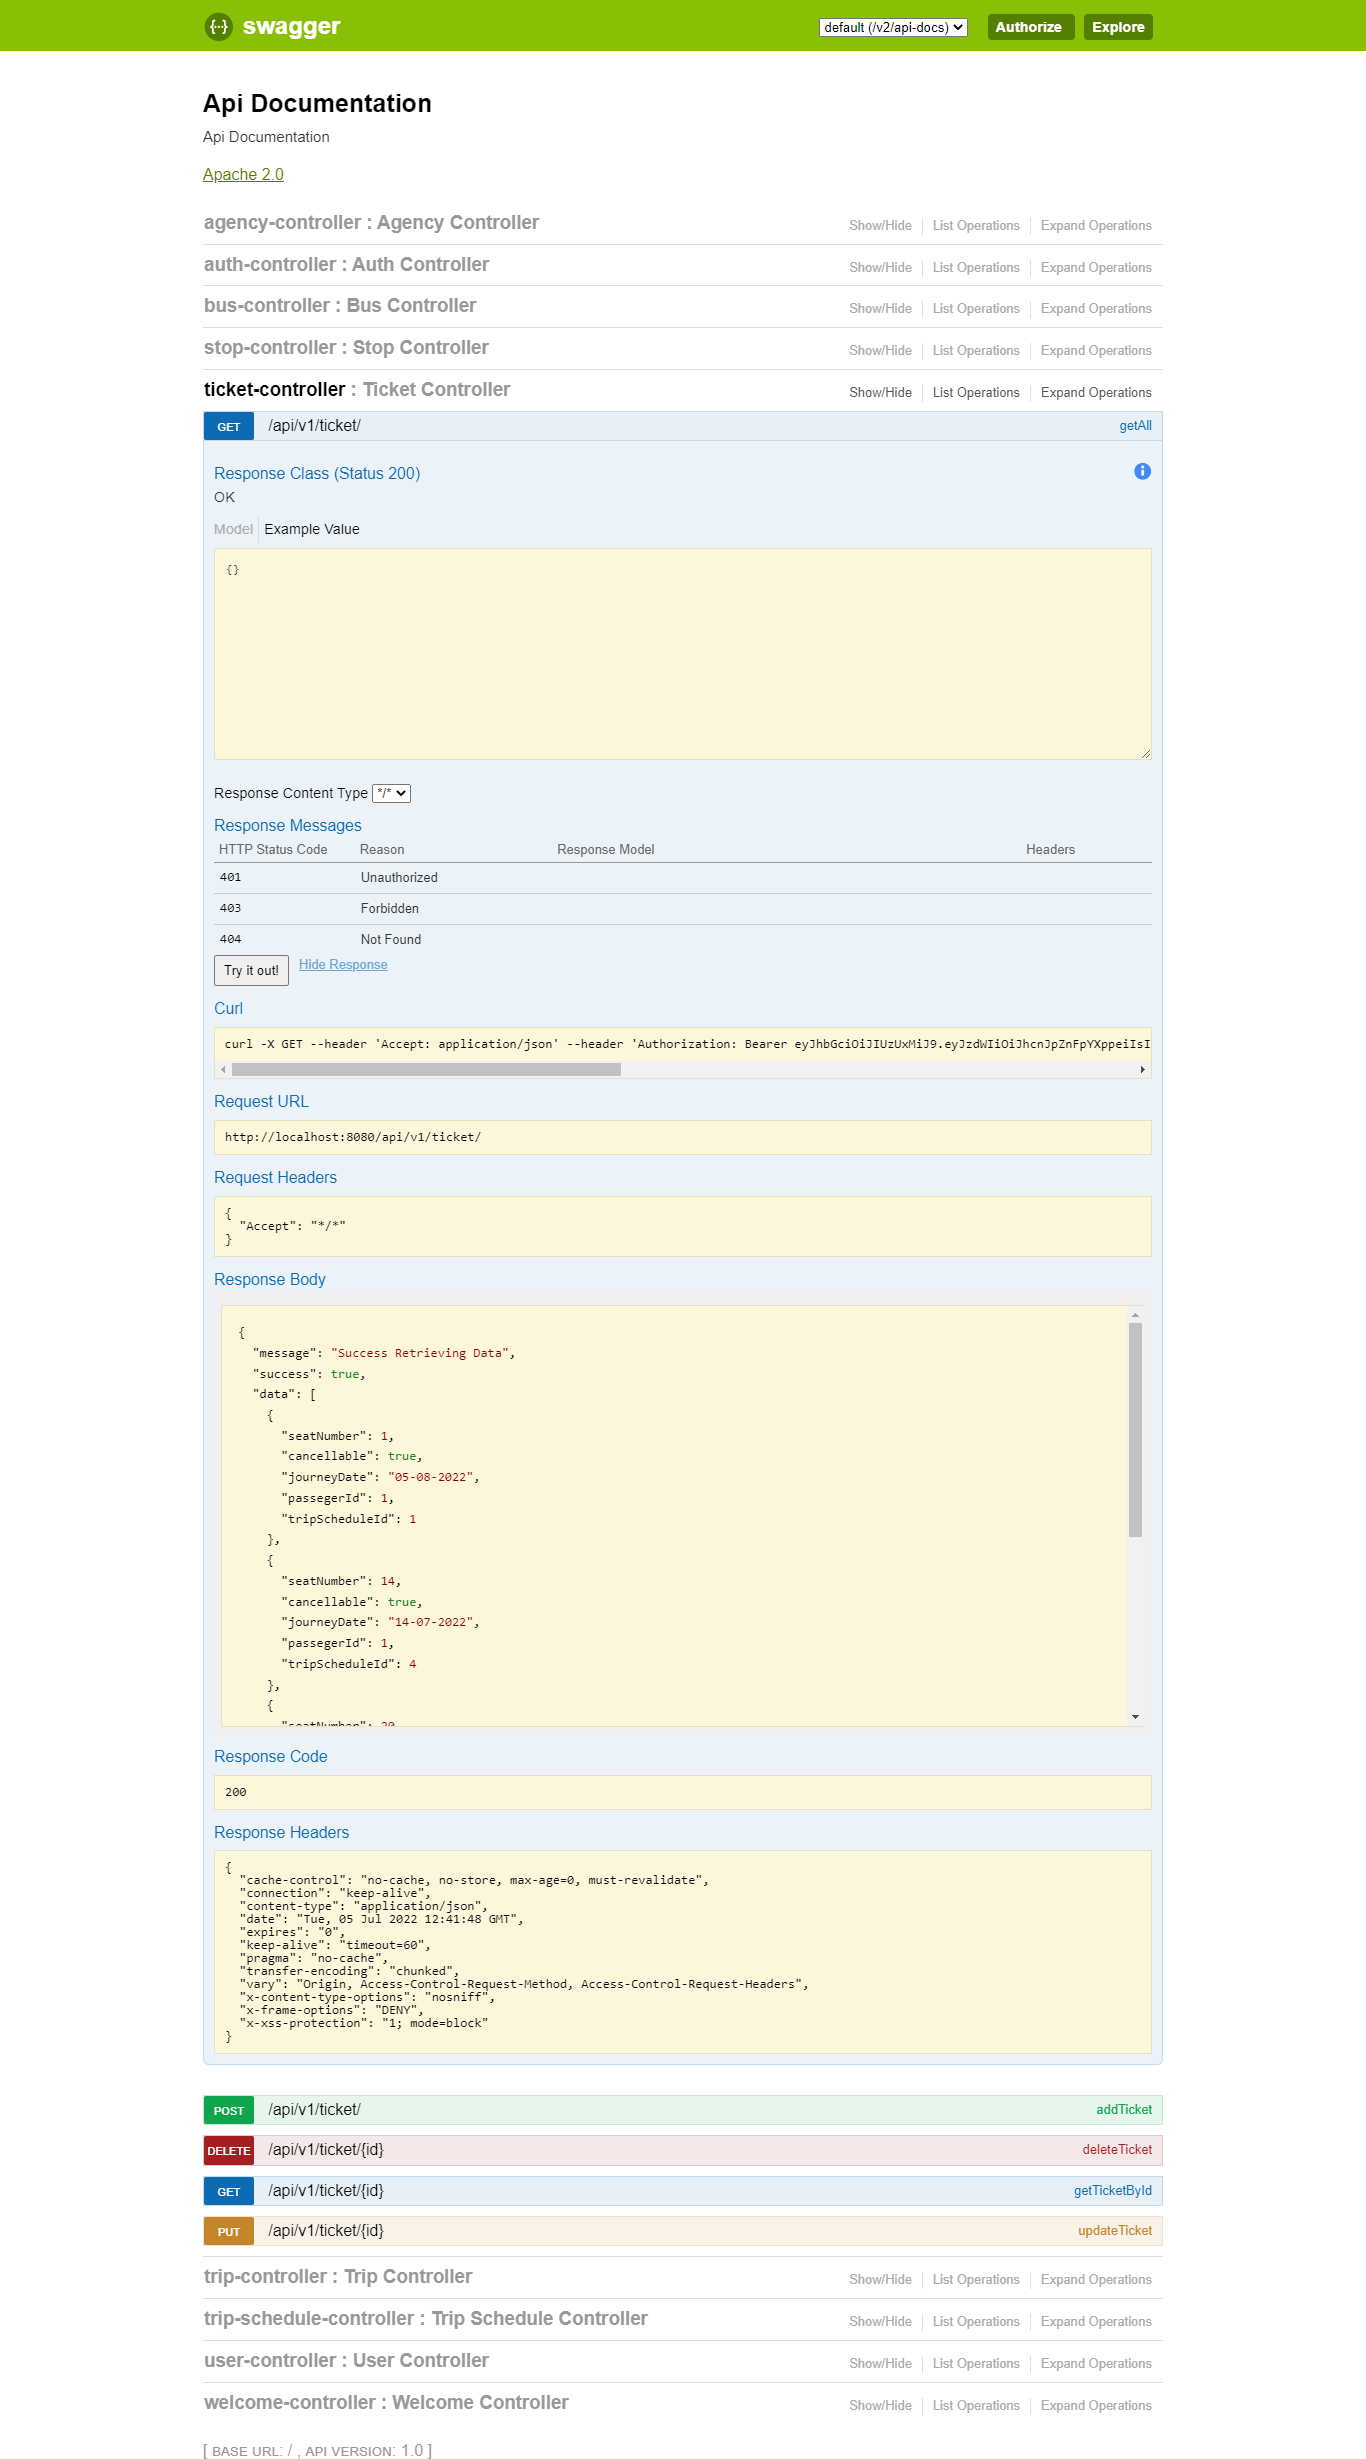 swagger
default (/v2/api-docs)
Authorize
Explore
Api Documentation
Api Documentation
Apache 2.0
agency-controller : Agency Controller
Show/Hide
List Operations
Expand Operations
auth-controller : Auth Controller
Show/Hide
List Operations
Expand Operations
bus-controller : Bus Controller
Show/Hide
List Operations
Expand Operations
stop-controller : Stop Controller
Show/Hide
List Operations
Expand Operations
ticket-controller : Ticket Controller
Show/Hide
List Operations
Expand Operations
GET /api/v1/ticket/ getAll
Response Class (Status 200)
OK
Model Example Value
{}
Response Content Type */*
Response Messages
HTTP Status Code Reason Response Model Headers
401 Unauthorized
403 Forbidden
404 Not Found
Try it out! Hide Response
Curl
curl -X GET --header 'Accept: application/json' --header 'Authorization: Bearer eyJhbGciOiJIUzUxMiJ9.eyJzdWIiOiJhcnJpZnFpYXppeiIsI
Request URL
http://localhost:8080/api/v1/ticket/
Request Headers
{
"Accept": "*/*"
}
Response Body
{
"message": "Success Retrieving Data",
"success": true,
"data": [
{
"seatNumber": 1,
"cancellable": true,
"journeyDate": "05-08-2022",
"passegerId": 1,
"tripScheduleId": 1
},
{
"seatNumber": 14,
"cancellable": true,
"journeyDate": "14-07-2022",
"passegerId": 1,
"tripScheduleId": 4
},
{
"seatNumber": 20
Response Code
200
Response Headers
{
"cache-control": "no-cache, no-store, max-age=0, must-revalidate",
"connection": "keep-alive",
"content-type": "application/json",
"date": "Tue, 05 Jul 2022 12:41:48 GMT",
"expires": "0",
"keep-alive": "timeout=60",
"pragma": "no-cache",
"transfer-encoding": "chunked",
"vary": "Origin, Access-Control-Request-Method, Access-Control-Request-Headers",
"x-content-type-options": "nosniff",
"x-frame-options": "DENY",
"x-xss-protection": "1; mode=block"
}
POST /api/v1/ticket/ addTicket
DELETE /api/v1/ticket/{id} deleteTicket
GET /api/v1/ticket/{id} getTicketById
PUT /api/v1/ticket/{id} updateTicket
trip-controller : Trip Controller
Show/Hide
List Operations
Expand Operations
trip-schedule-controller : Trip Schedule Controller
Show/Hide
List Operations
Expand Operations
user-controller : User Controller
Show/Hide
List Operations
Expand Operations
welcome-controller : Welcome Controller
Show/Hide
List Operations
Expand Operations
[ BASE URL: / , API VERSION: 1.0 ]